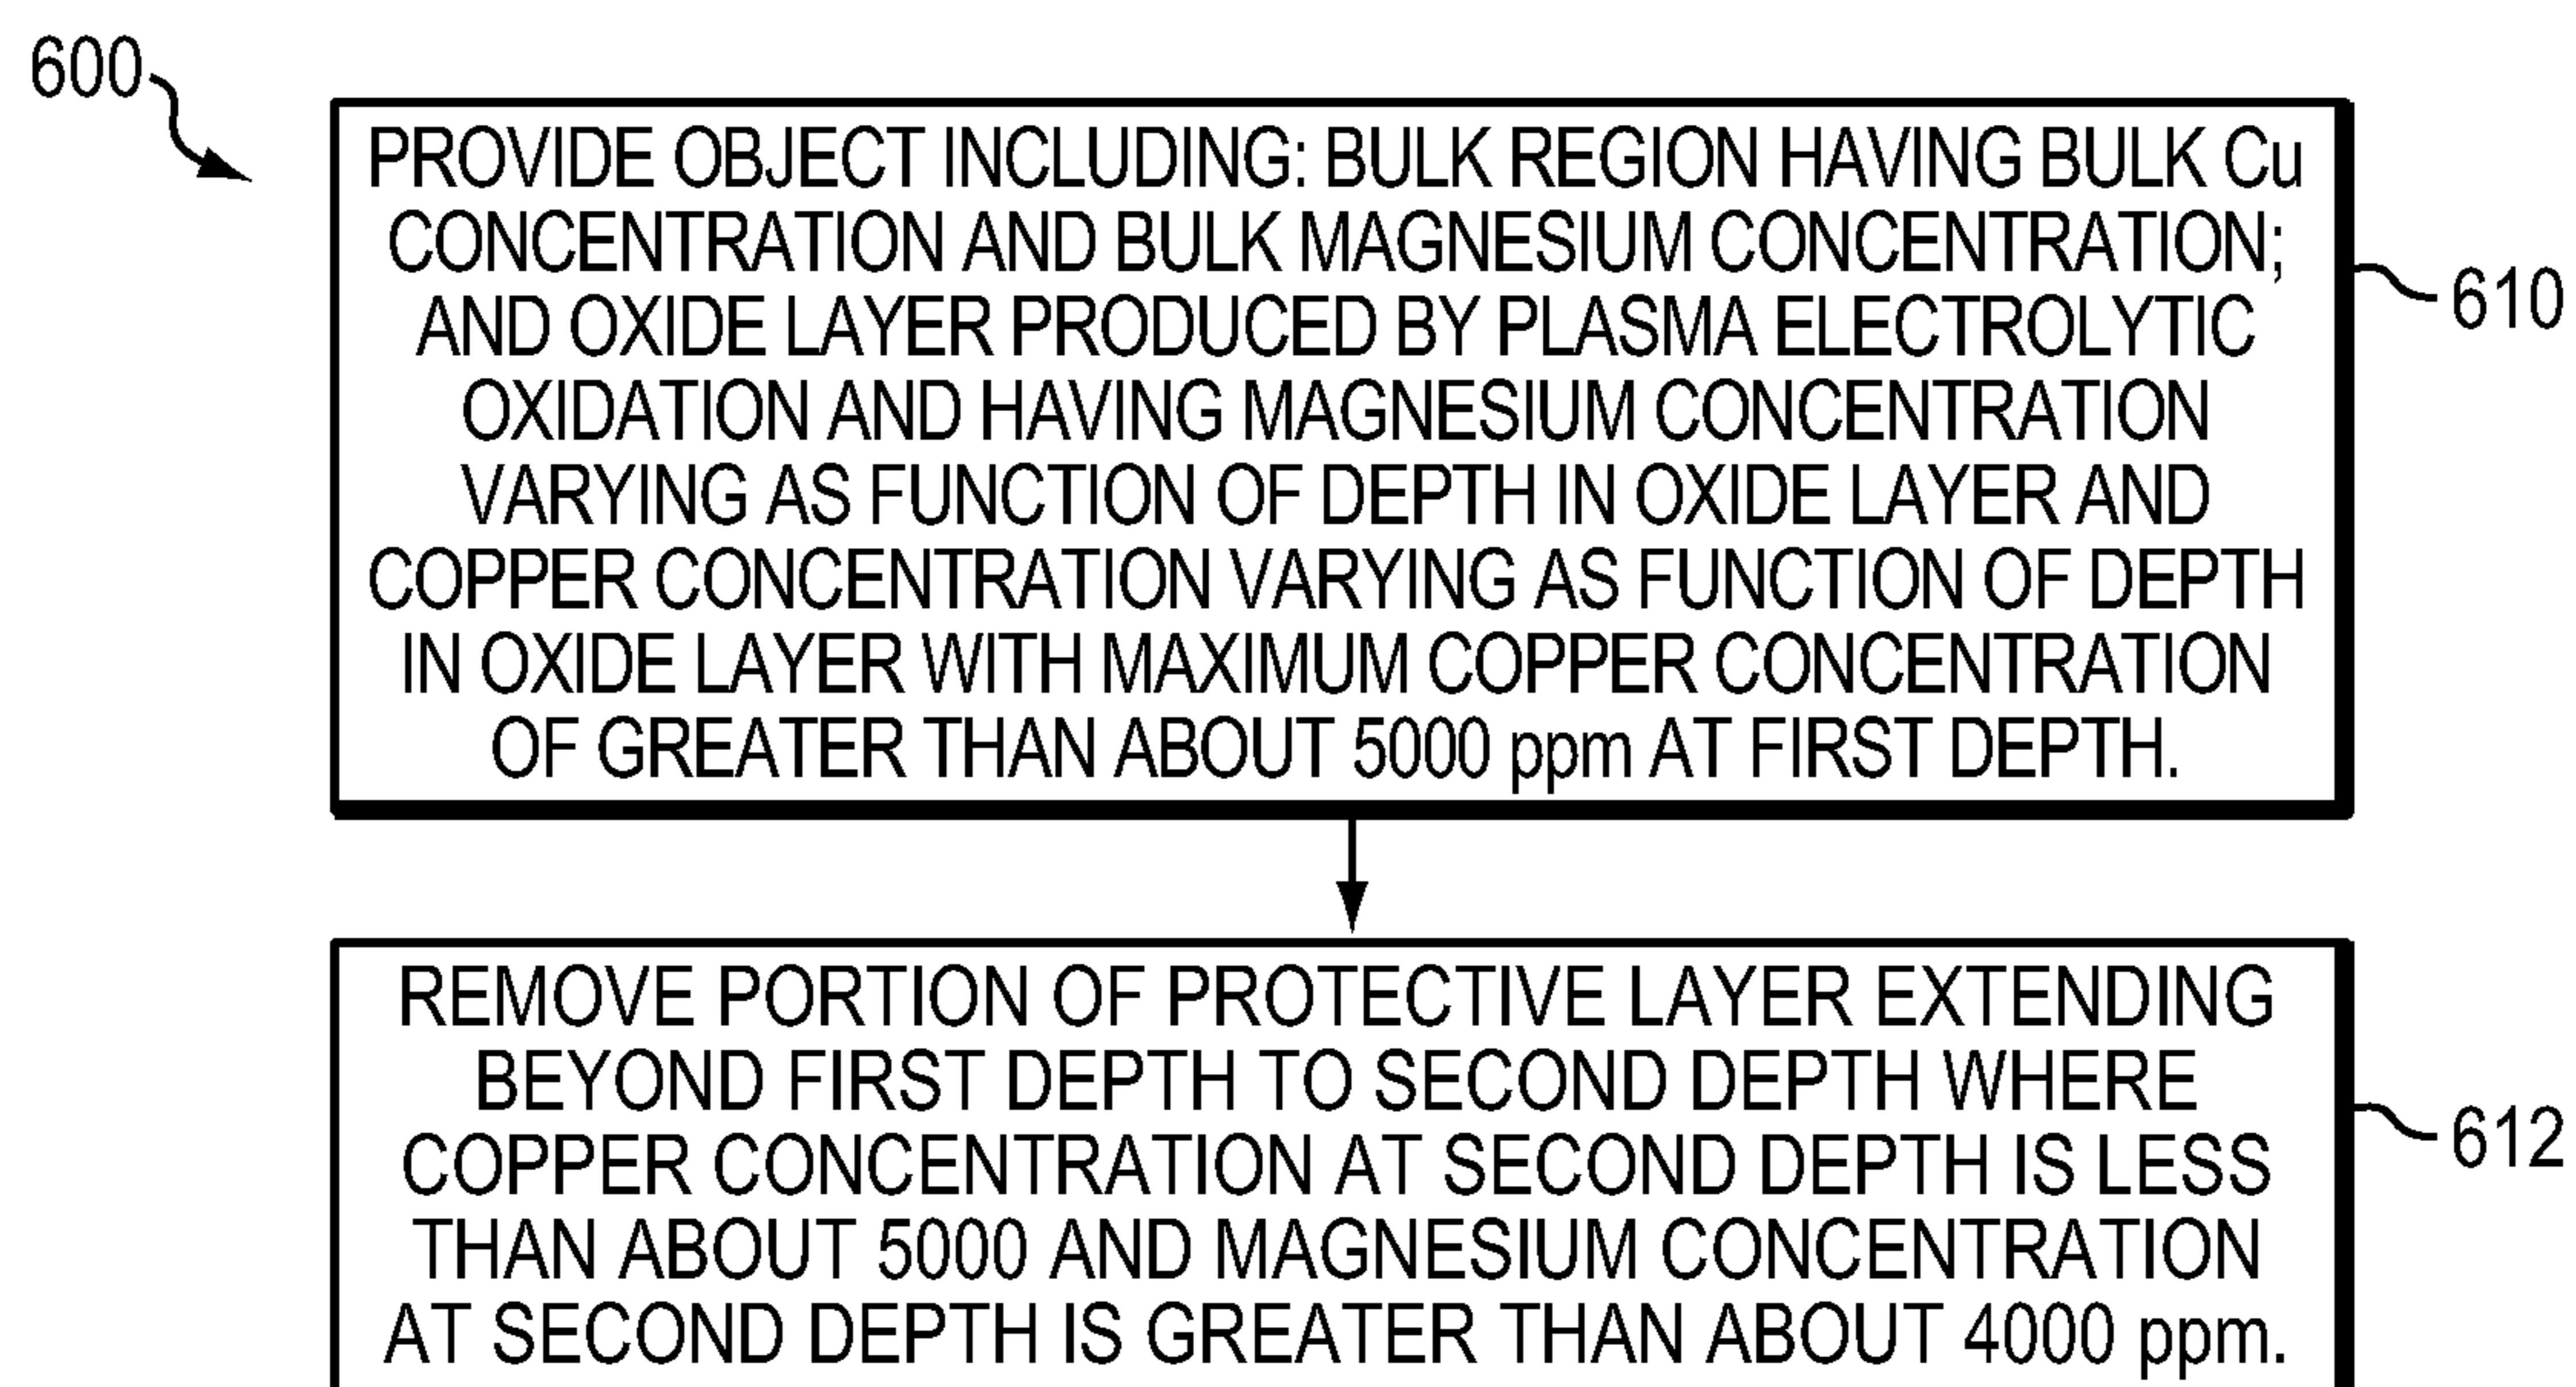 600
PROVIDE OBJECT INCLUDING: BULK REGION HAVING BULK Cu
CONCENTRATION AND BULK MAGNESIUM CONCENTRATION;
AND OXIDE LAYER PRODUCED BY PLASMA ELECTROLYTIC
OXIDATION AND HAVING MAGNESIUM CONCENTRATION
VARYING AS FUNCTION OF DEPTH IN OXIDE LAYER AND
COPPER CONCENTRATION VARYING AS FUNCTION OF DEPTH
IN OXIDE LAYER WITH MAXIMUM COPPER CONCENTRATION
OF GREATER THAN ABOUT 5000 ppm AT FIRST DEPTH.
610
REMOVE PORTION OF PROTECTIVE LAYER EXTENDING
BEYOND FIRST DEPTH TO SECOND DEPTH WHERE
COPPER CONCENTRATION AT SECOND DEPTH IS LESS
THAN ABOUT 5000 AND MAGNESIUM CONCENTRATION
AT SECOND DEPTH IS GREATER THAN ABOUT 4000 ppm.
612